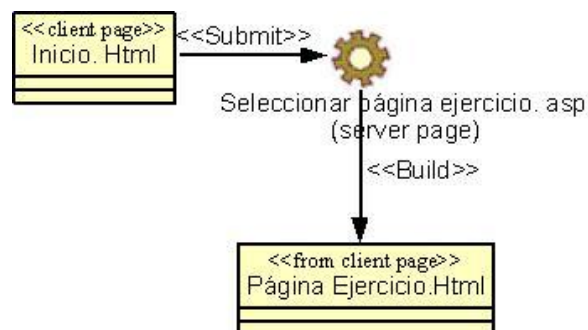 <<client page>>
Inicio. Html
<<Submit>>
Seleccionar página ejercicio. asp
(server page)
<<Build>>
<<from client page>>
Página Ejercicio.Html